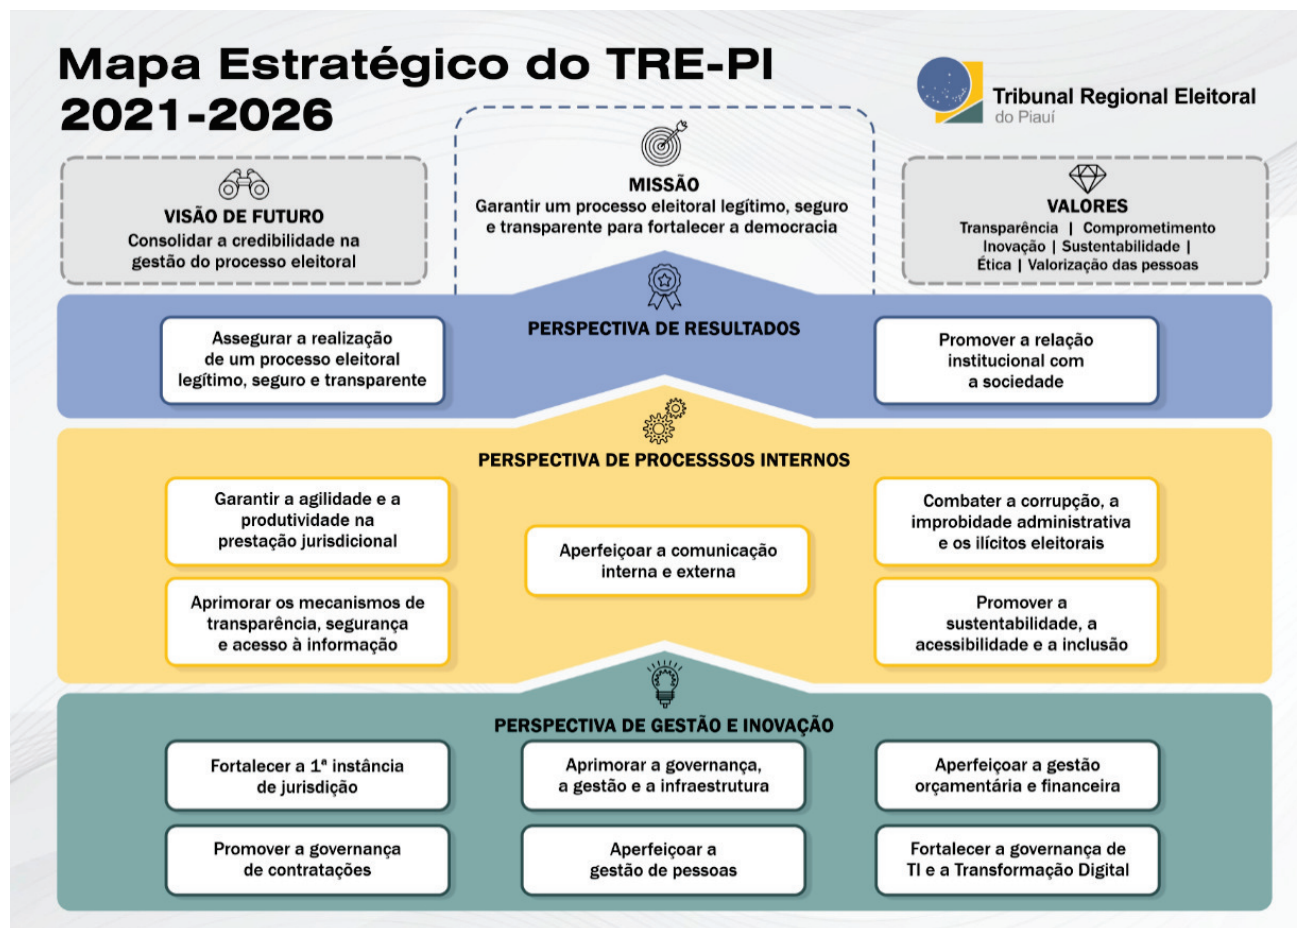 Mapa Estratégico do TRE-PI
2021-2026
Tribunal Regional Eleitoral
do Piauí
VISÃO DE FUTURO
Consolidar a credibilidade na
gestão do processo eleitoral
MISSÃO
Garantir um processo eleitoral legítimo, seguro
e transparente para fortalecer a democracia
VALORES
Transparência | Comprometimento
Inovação | Sustentabilidade |
Ética | Valorização das pessoas
PERSPECTIVA DE RESULTADOS
Assegurar a realização
de um processo eleitoral
legítimo, seguro e transparente
Promover a relação
institucional com
a sociedade
PERSPECTIVA DE PROCESSSOS INTERNOS
Garantir a agilidade e a
produtividade na
prestação jurisdicional
Aprimorar os mecanismos de
transparência, segurança
e acesso à informação
Aperfeiçoar a comunicação
interna e externa
Combater a corrupção, a
improbidade administrativa
e os ilícitos eleitorais
Promover a
sustentabilidade, a
acessibilidade e a inclusão
PERSPECTIVA DE GESTÃO E INOVAÇÃO
Fortalecer a 1ª instância
de jurisdição
Aprimorar a governança,
a gestão e a infraestrutura
Aperfeiçoar a gestão
orçamentária e financeira
Promover a governança
de contratações
Aperfeiçoar a
gestão de pessoas
Fortalecer a governança de
TI e a Transformação Digital